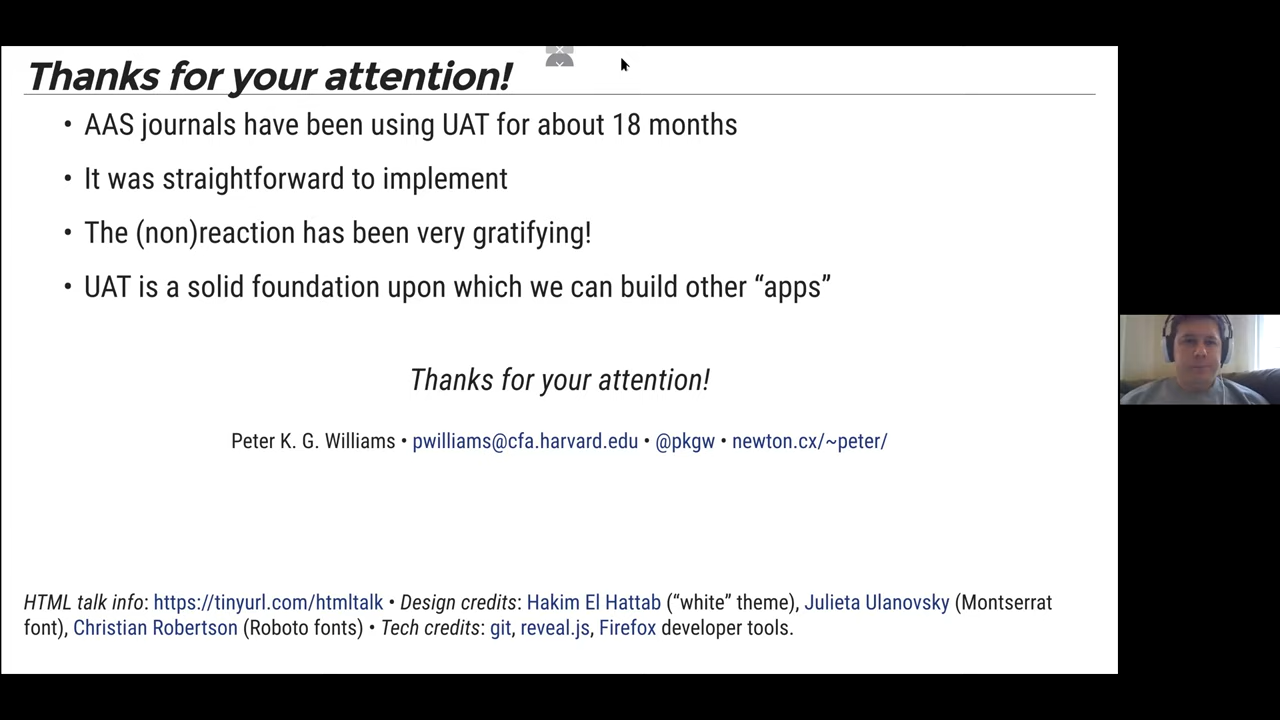 Thanks for your attention!
• AAS journals have been using UAT for about 18 months
• It was straightforward to implement
• The (non)reaction has been very gratifying!
• UAT is a solid foundation upon which we can build other “apps”
Thanks for your attention!
Peter K. G. Williams • pwilliams@cfa.harvard.edu • @pkgw • newton.cx/~peter/
HTML talk info: https://tinyurl.com/htmltalk • Design credits: Hakim El Hattab (“white” theme), Julieta Ulanovsky (Montserrat
font), Christian Robertson (Roboto fonts) • Tech credits: git, reveal.js, Firefox developer tools.